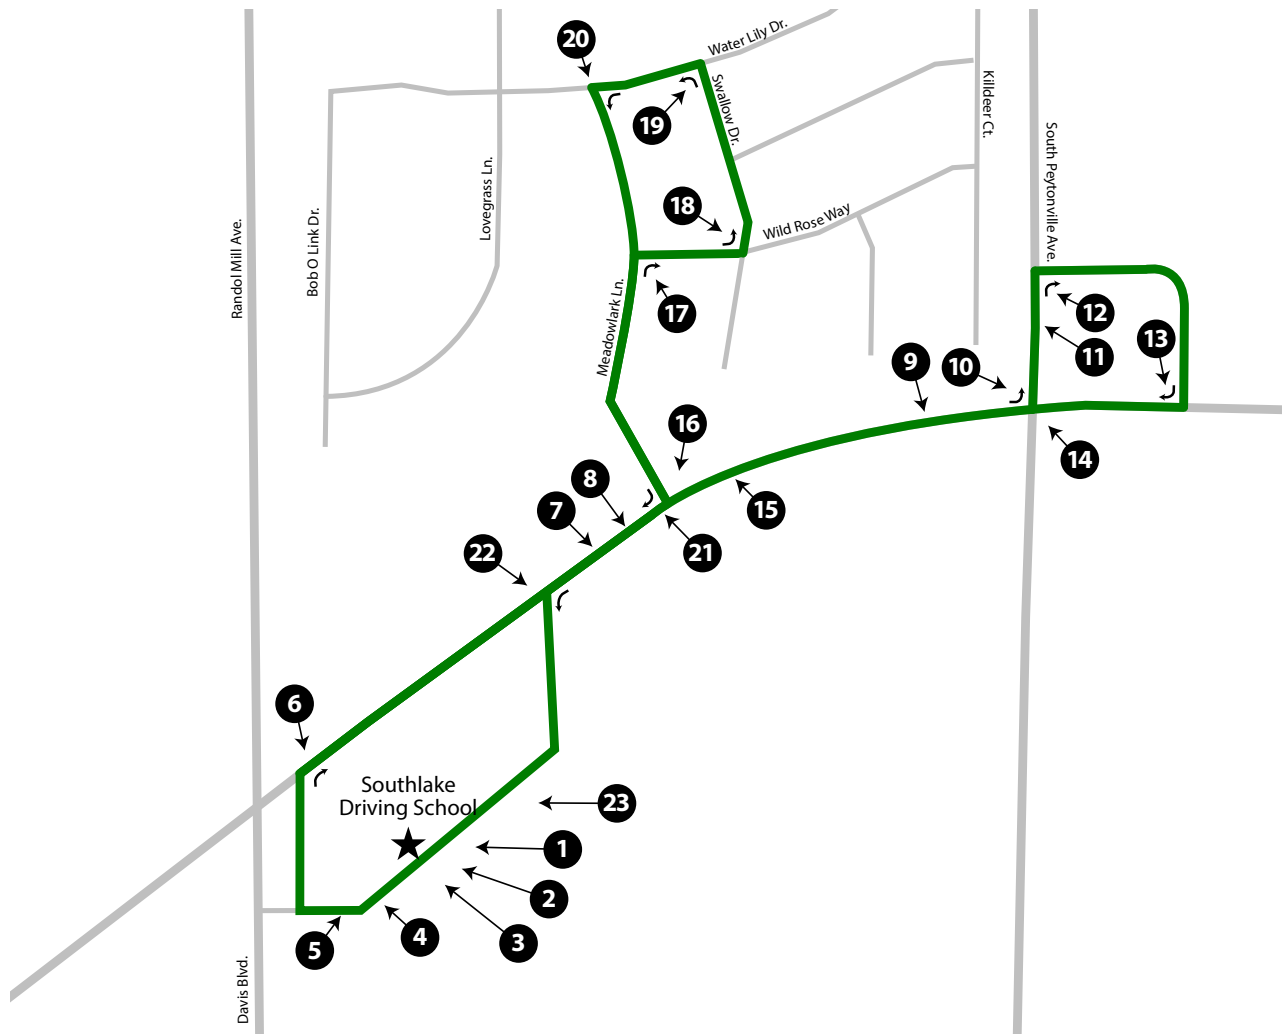 20
Water Lily Dr.
Swallow Dr.
19
Killdeer Ct.
South Peytonville Ave.
Lovegrass Ln.
Randol Mill Ave.
Bob O Link Dr.
18
Wild Rose Way
Meadowlark Ln.
17
12
13
11
9
10
16
14
8
15
7
22
21
6
Southlake
Driving School
23
1
2
4
3
5
Davis Blvd.